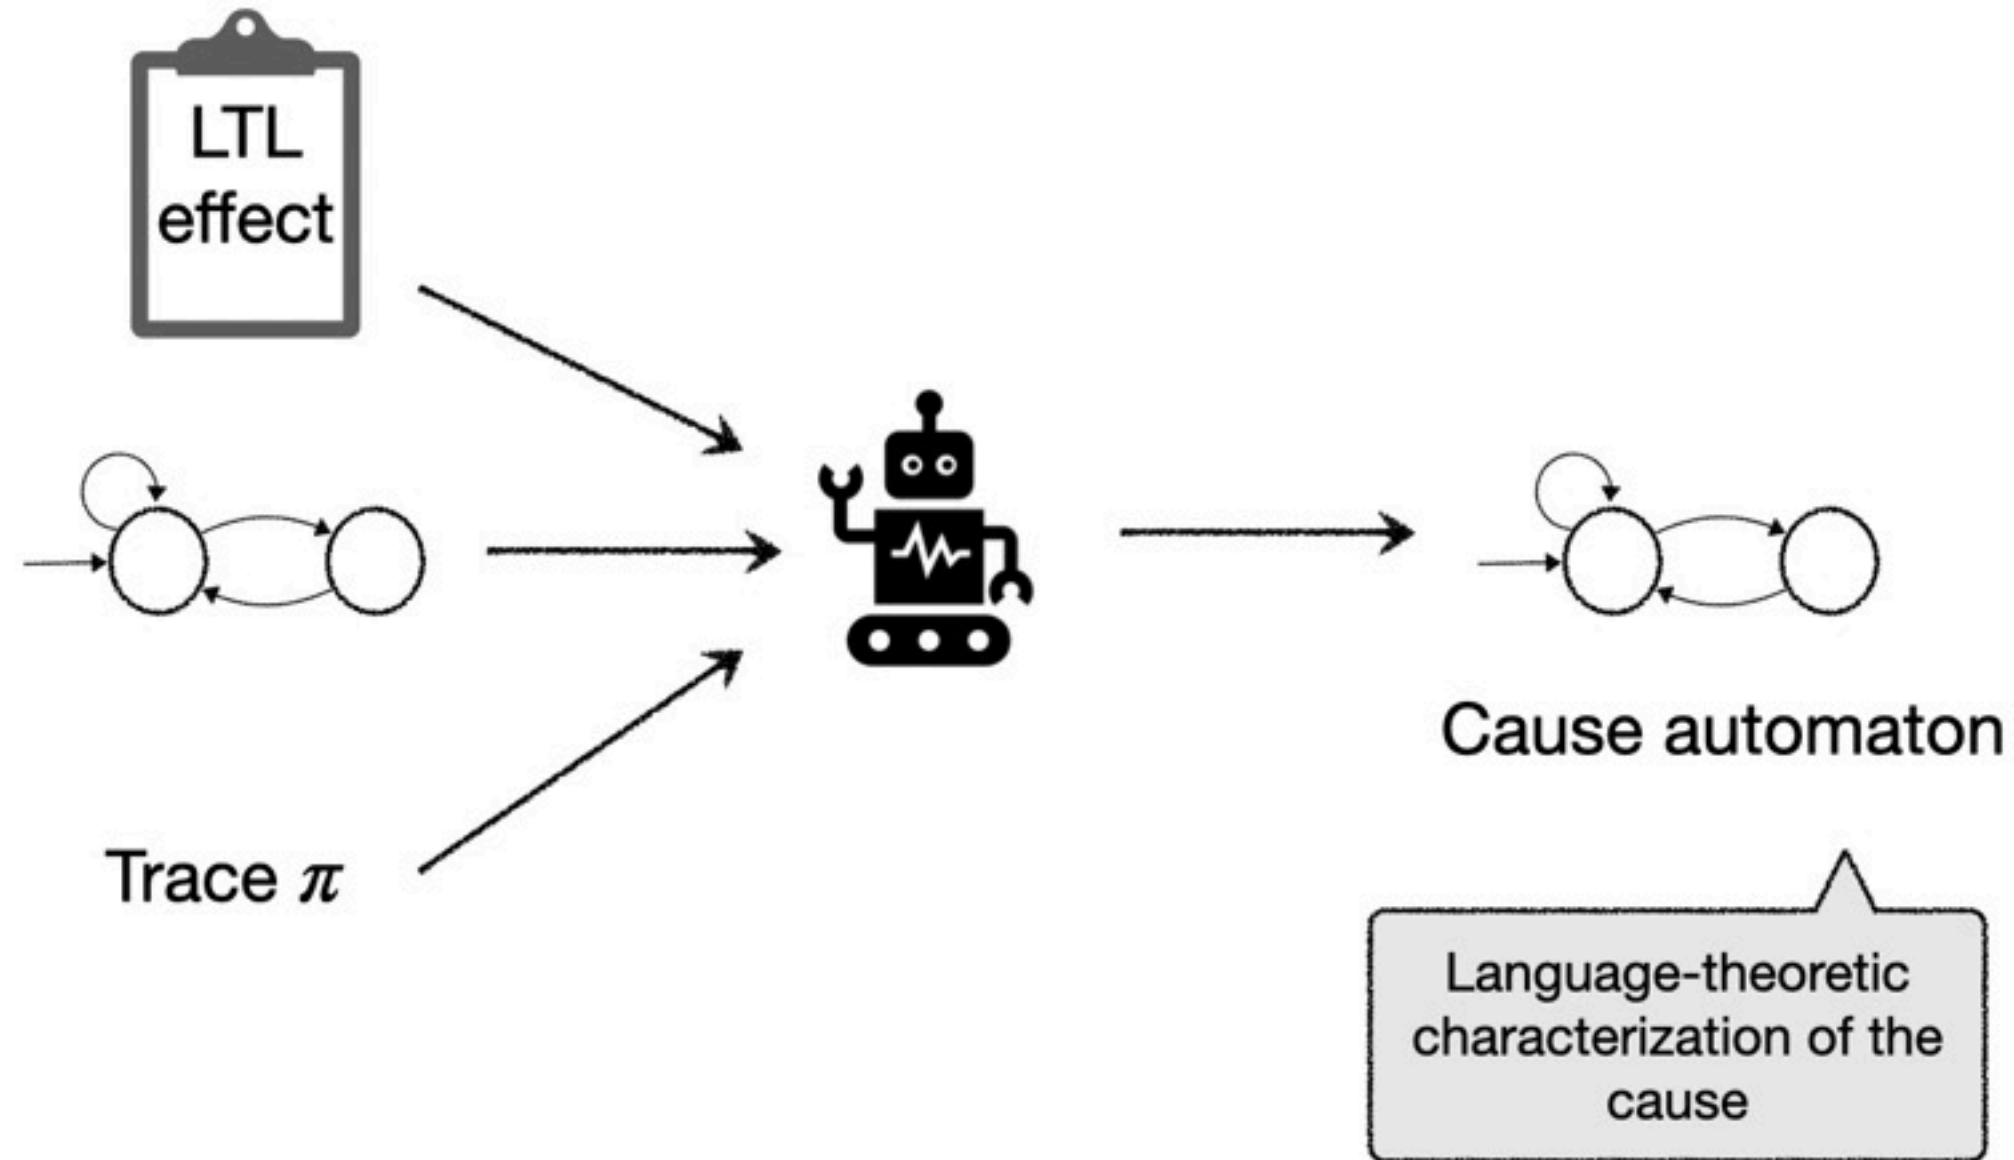 LTL
effect
Trace π
Cause automaton
Language-theoretic
characterization of the
cause